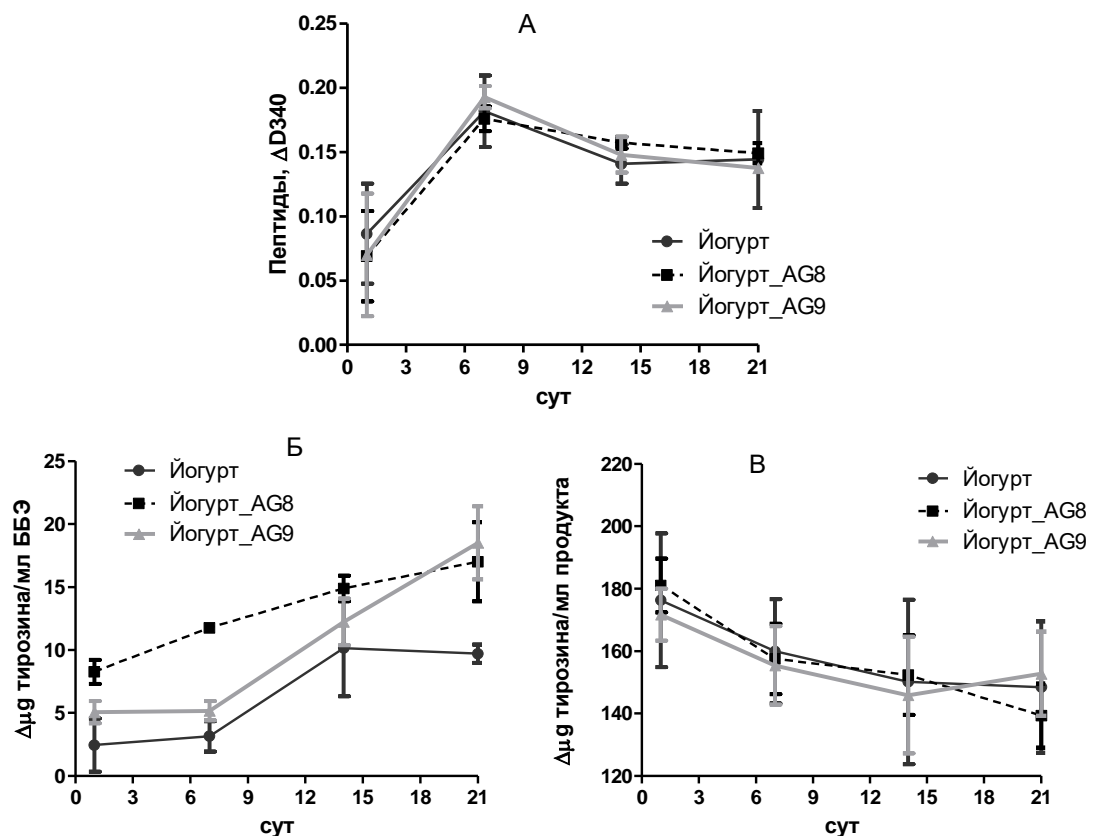 А
Пептиды, ΔD340
0.25
0.20
0.15
0.10
0.05
0.00
0 3 6 9 12 15 18 21
сут
Йогурт
Йогурт_AG8
Йогурт_AG9
Б
Δµg тирозина/мл ББЭ
25
20
15
10
5
0
0 3 6 9 12 15 18 21
сут
Йогурт
Йогурт_AG8
Йогурт_AG9
В
Δµg тирозина/мл продукта
220
200
180
160
140
120
0 3 6 9 12 15 18 21
сут
Йогурт
Йогурт_AG8
Йогурт_AG9